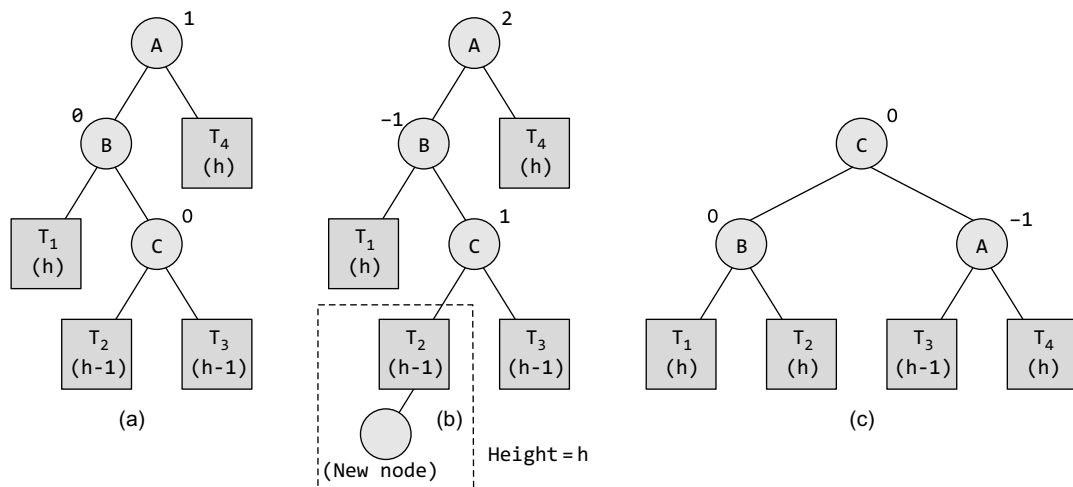 1
A
0
B
T4
(h)
0
T1
(h)
C
T2
(h-1)
T3
(h-1)
(a)
2
A
–1
B
T4
(h)
1
T1
(h)
C
T2
(h-1)
T3
(h-1)
(b)
(New node)
Height = h
0
C
0
B
–1
A
T1
(h)
T2
(h)
T3
(h-1)
T4
(h)
(c)